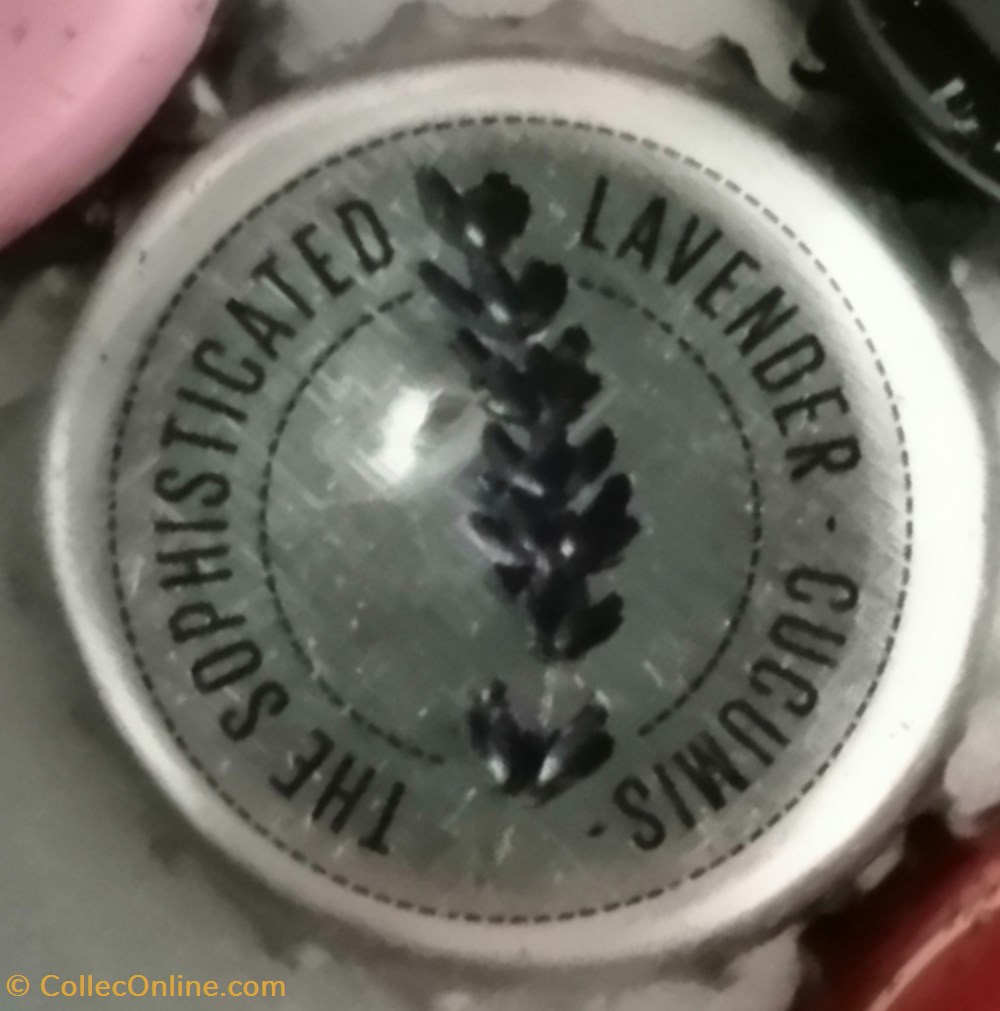 THE SOPHISTICATED LAVENDER · CUCUMIS ·
© CollecOnline.com